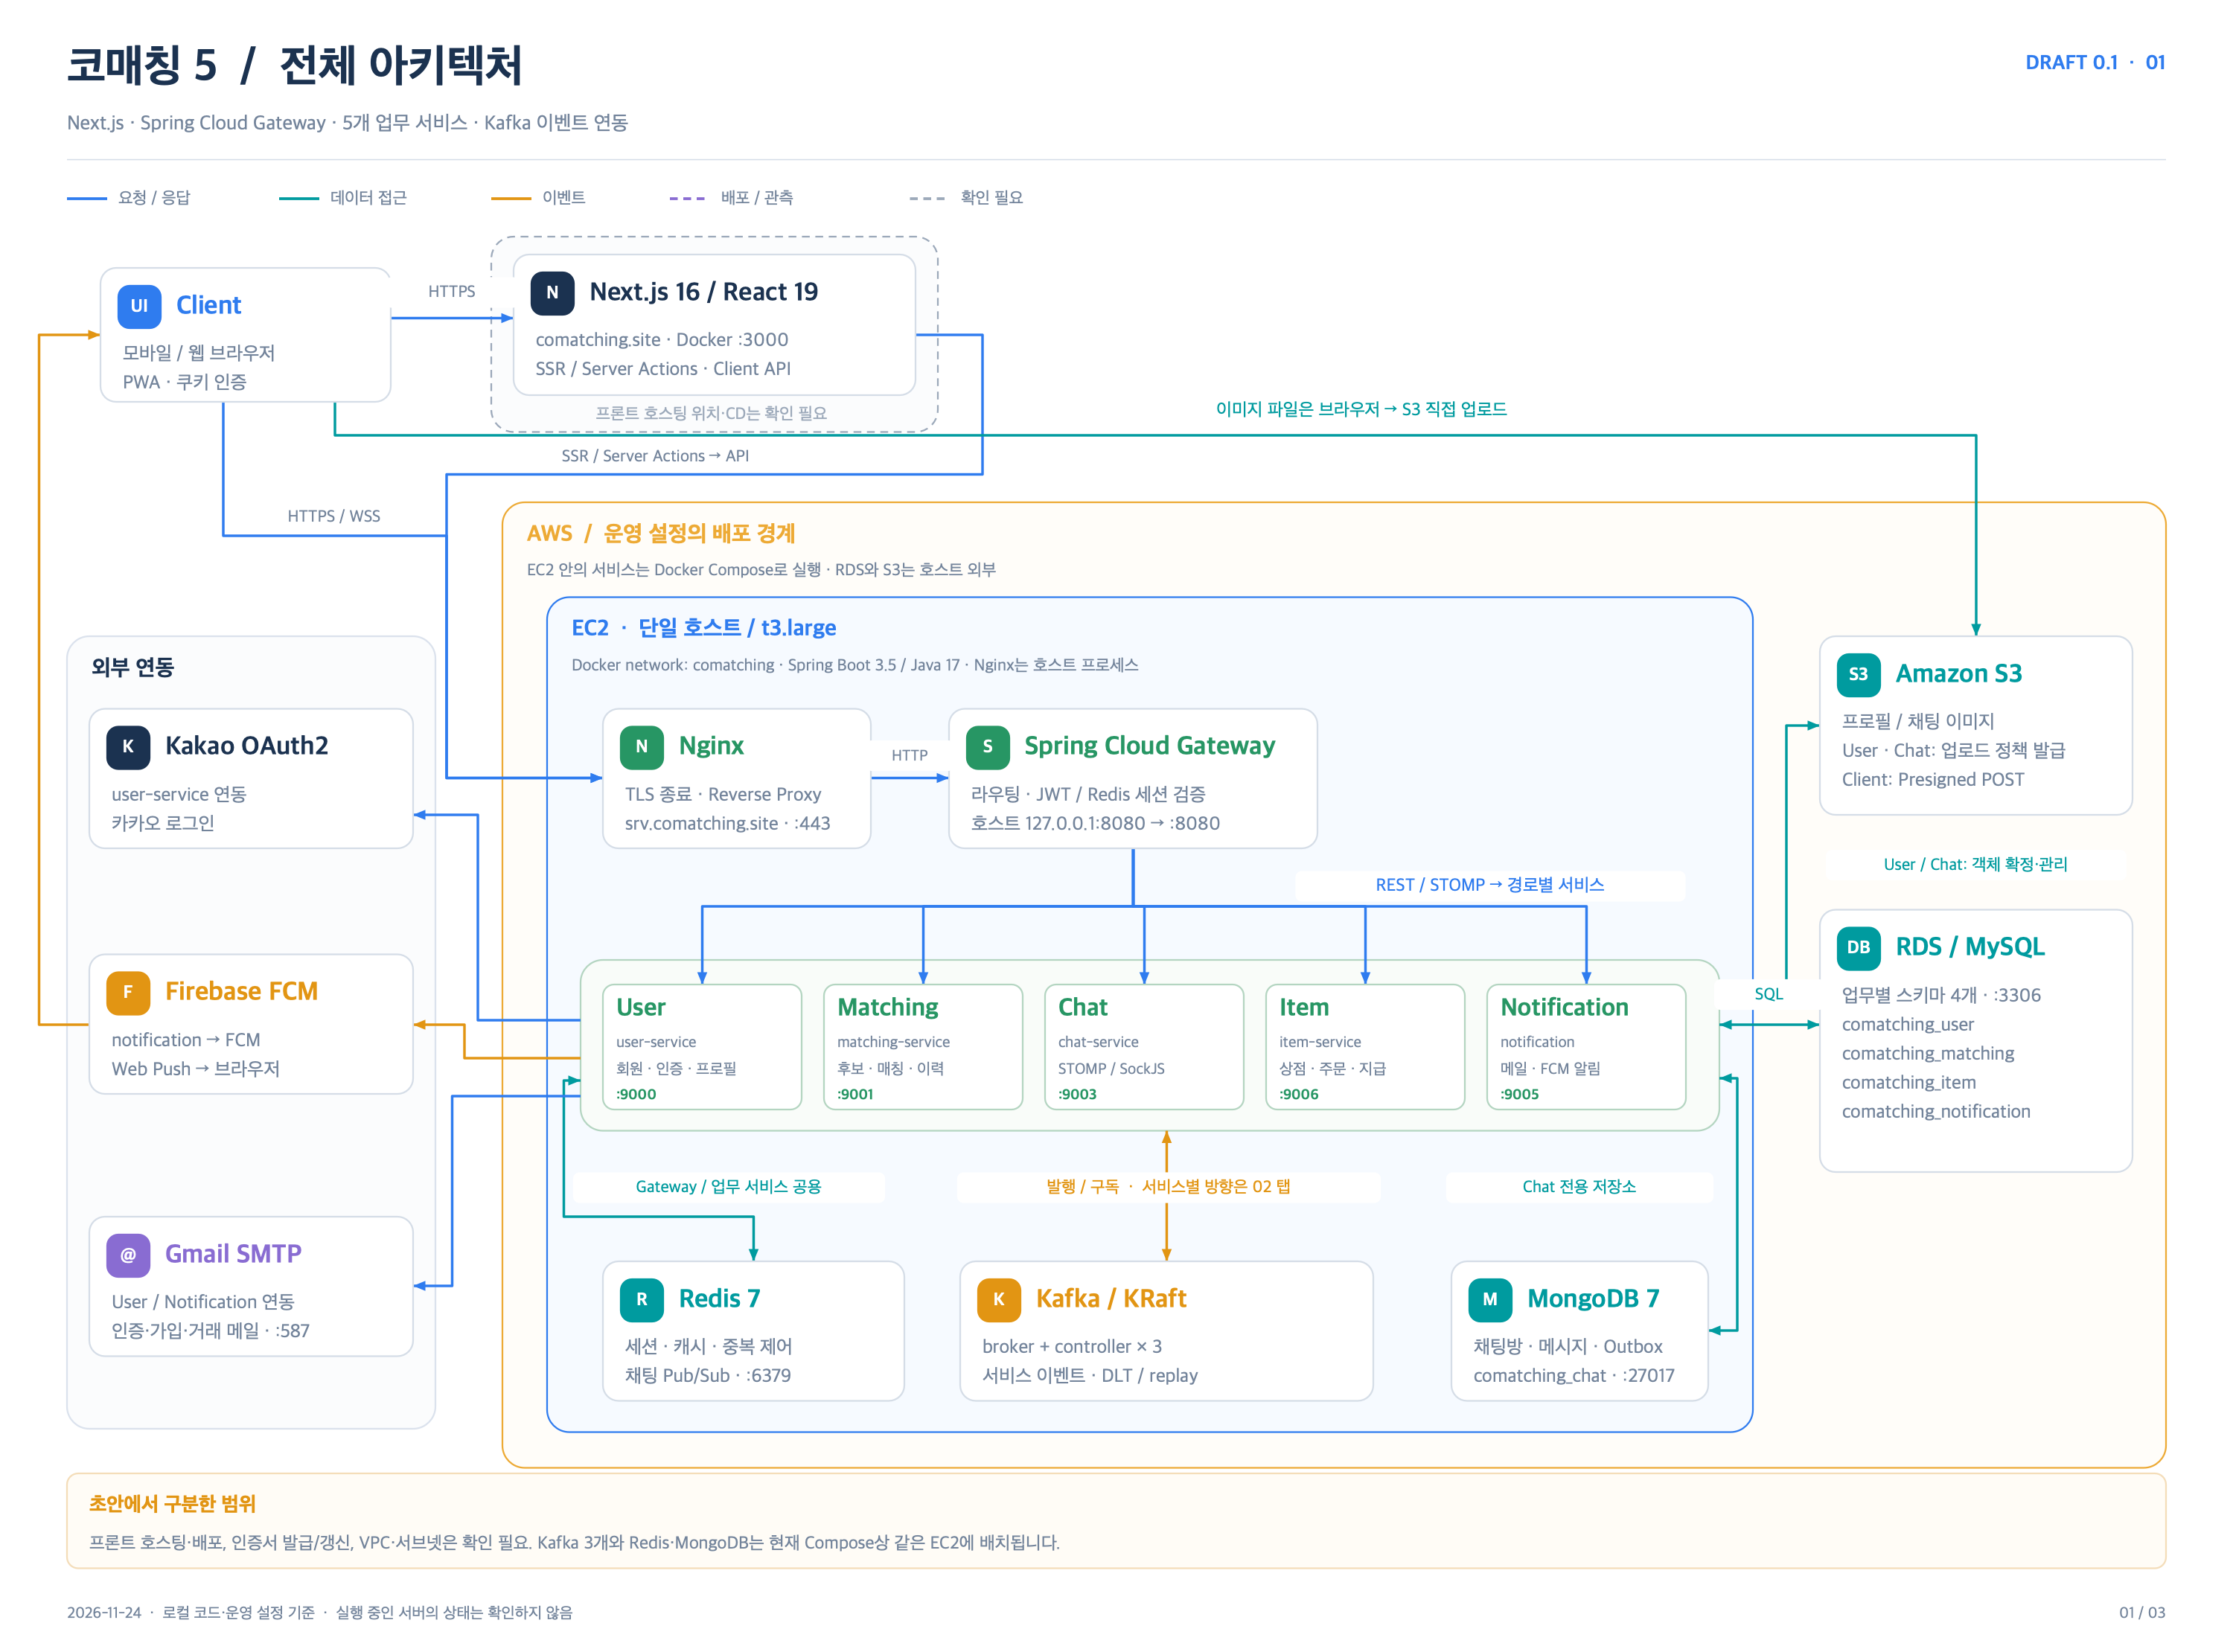 코매칭 5 / 전체 아키텍처
DRAFT 0.1 · 01
Next.js · Spring Cloud Gateway · 5개 업무 서비스 · Kafka 이벤트 연동
요청 / 응답
데이터 접근
이벤트
배포 / 관측
확인 필요
UI
Client
모바일 / 웹 브라우저
PWA · 쿠키 인증
HTTPS
N
Next.js 16 / React 19
comatching.site · Docker :3000
SSR / Server Actions · Client API
프론트 호스팅 위치·CD는 확인 필요
이미지 파일은 브라우저 → S3 직접 업로드
SSR / Server Actions → API
HTTPS / WSS
AWS / 운영 설정의 배포 경계
EC2 안의 서비스는 Docker Compose로 실행 · RDS와 S3는 호스트 외부
EC2 · 단일 호스트 / t3.large
Docker network: comatching · Spring Boot 3.5 / Java 17 · Nginx는 호스트 프로세스
외부 연동
K
Kakao OAuth2
user-service 연동
카카오 로그인
N
Nginx
TLS 종료 · Reverse Proxy
srv.comatching.site · :443
HTTP
S
Spring Cloud Gateway
라우팅 · JWT / Redis 세션 검증
호스트 127.0.0.1:8080 → :8080
S3
Amazon S3
프로필 / 채팅 이미지
User · Chat: 업로드 정책 발급
Client: Presigned POST
User / Chat: 객체 확정·관리
REST / STOMP → 경로별 서비스
F
Firebase FCM
notification → FCM
Web Push → 브라우저
User
user-service
회원 · 인증 · 프로필
:9000
Matching
matching-service
후보 · 매칭 · 이력
:9001
Chat
chat-service
STOMP / SockJS
:9003
Item
item-service
상점 · 주문 · 지급
:9006
Notification
notification
메일 · FCM 알림
:9005
SQL
DB
RDS / MySQL
업무별 스키마 4개 · :3306
comatching_user
comatching_matching
comatching_item
comatching_notification
Gateway / 업무 서비스 공용
발행 / 구독 · 서비스별 방향은 02 탭
Chat 전용 저장소
@
Gmail SMTP
User / Notification 연동
인증·가입·거래 메일 · :587
R
Redis 7
세션 · 캐시 · 중복 제어
채팅 Pub/Sub · :6379
K
Kafka / KRaft
broker + controller × 3
서비스 이벤트 · DLT / replay
M
MongoDB 7
채팅방 · 메시지 · Outbox
comatching_chat · :27017
초안에서 구분한 범위
프론트 호스팅·배포, 인증서 발급/갱신, VPC·서브넷은 확인 필요. Kafka 3개와 Redis·MongoDB는 현재 Compose상 같은 EC2에 배치됩니다.
2026-11-24 · 로컬 코드·운영 설정 기준 · 실행 중인 서버의 상태는 확인하지 않음
01 / 03